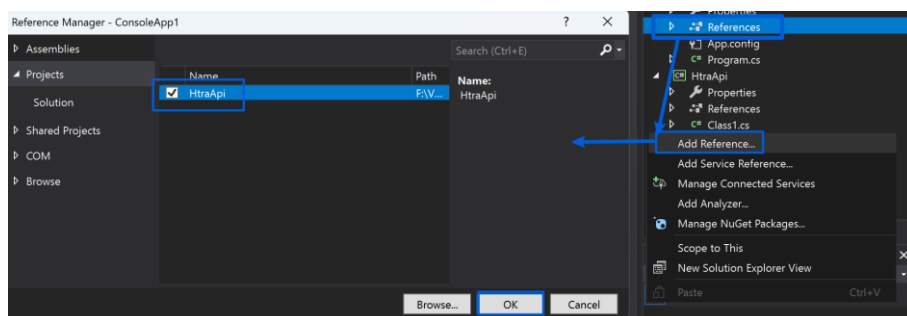 Reference Manager - ConsoleApp1
? ×
Assemblies
Projects
Solution
Shared Projects
COM
Browse
Search (Ctrl+E)
Name Path
HtraApi F:\V...
Name:
HtraApi
Browse... OK Cancel
Properties
References
App.config
C# Program.cs
C# HtraApi
Properties
References
C# Class1.cs
Add Reference...
Add Service Reference...
Manage Connected Services
Add Analyzer...
Manage NuGet Packages...
Scope to This
New Solution Explorer View
Paste Ctrl+V